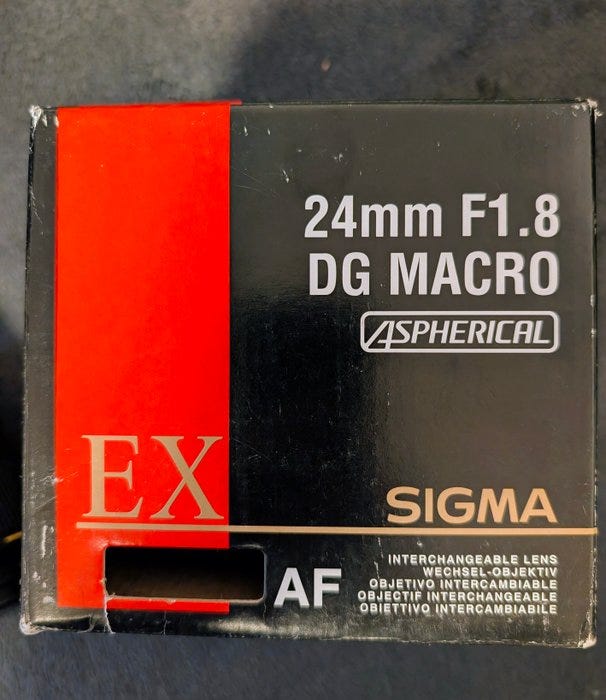 24mm F1.8
DG MACRO
ASPHERICAL
EX
SIGMA
AF
INTERCHANGEABLE LENS
WECHSEL-OBJEKTIV
OBJETIVO INTERCAMBIABLE
OBJECTIF INTERCHANGEABLE
OBIETTIVO INTERCAMBIABILE